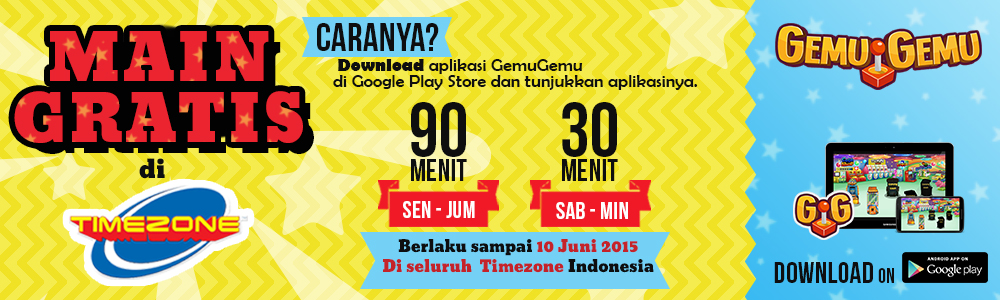 MAIN
GRATIS
di
TIMEZONE
CARANYA?
Download aplikasi GemuGemu
di Google Play Store dan tunjukkan aplikasinya.
90
MENIT
SEN - JUM
30
MENIT
SAB - MIN
Berlaku sampai 10 Juni 2015
Di seluruh Timezone Indonesia
GEMU GEMU
GG
DOWNLOAD ON
ANDROID APP ON
Google play